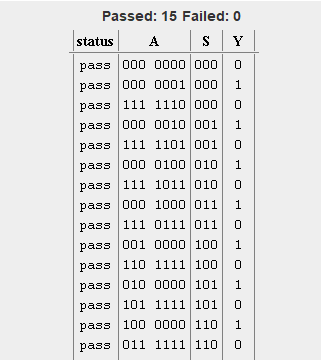 Passed: 15 Failed: 0
status A S Y
pass 000 0000 000 0
pass 000 0001 000 1
pass 111 1110 000 0
pass 000 0010 001 1
pass 111 1101 001 0
pass 000 0100 010 1
pass 111 1011 010 0
pass 000 1000 011 1
pass 111 0111 011 0
pass 001 0000 100 1
pass 110 1111 100 0
pass 010 0000 101 1
pass 101 1111 101 0
pass 100 0000 110 1
pass 011 1111 110 0